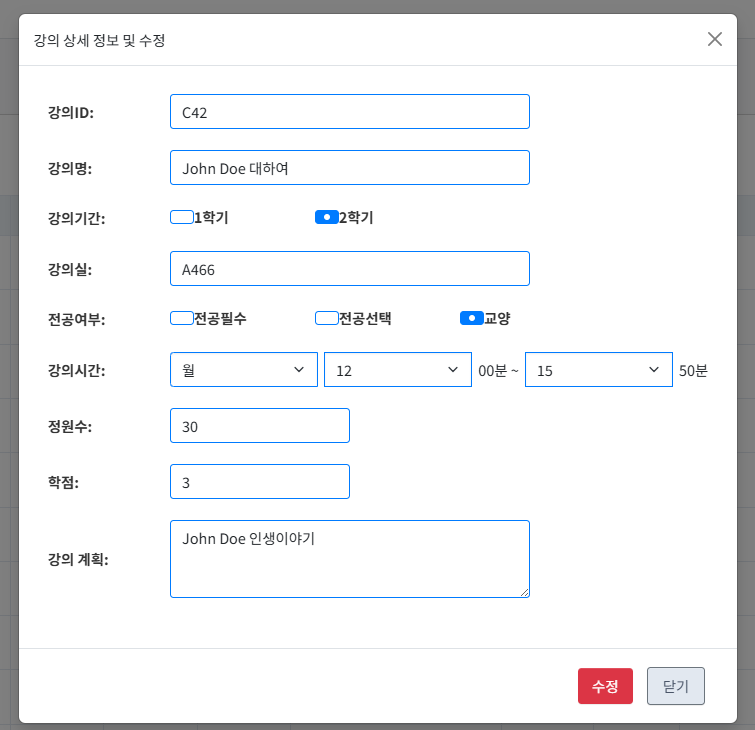 강의 상세 정보 및 수정
강의ID: C42
강의명: John Doe 대하여
강의기간: 1학기 2학기
강의실: A466
전공여부: 전공필수 전공선택 교양
강의시간: 월 12 00분 ~ 15 50분
정원수: 30
학점: 3
강의 계획: John Doe 인생이야기
수정 닫기